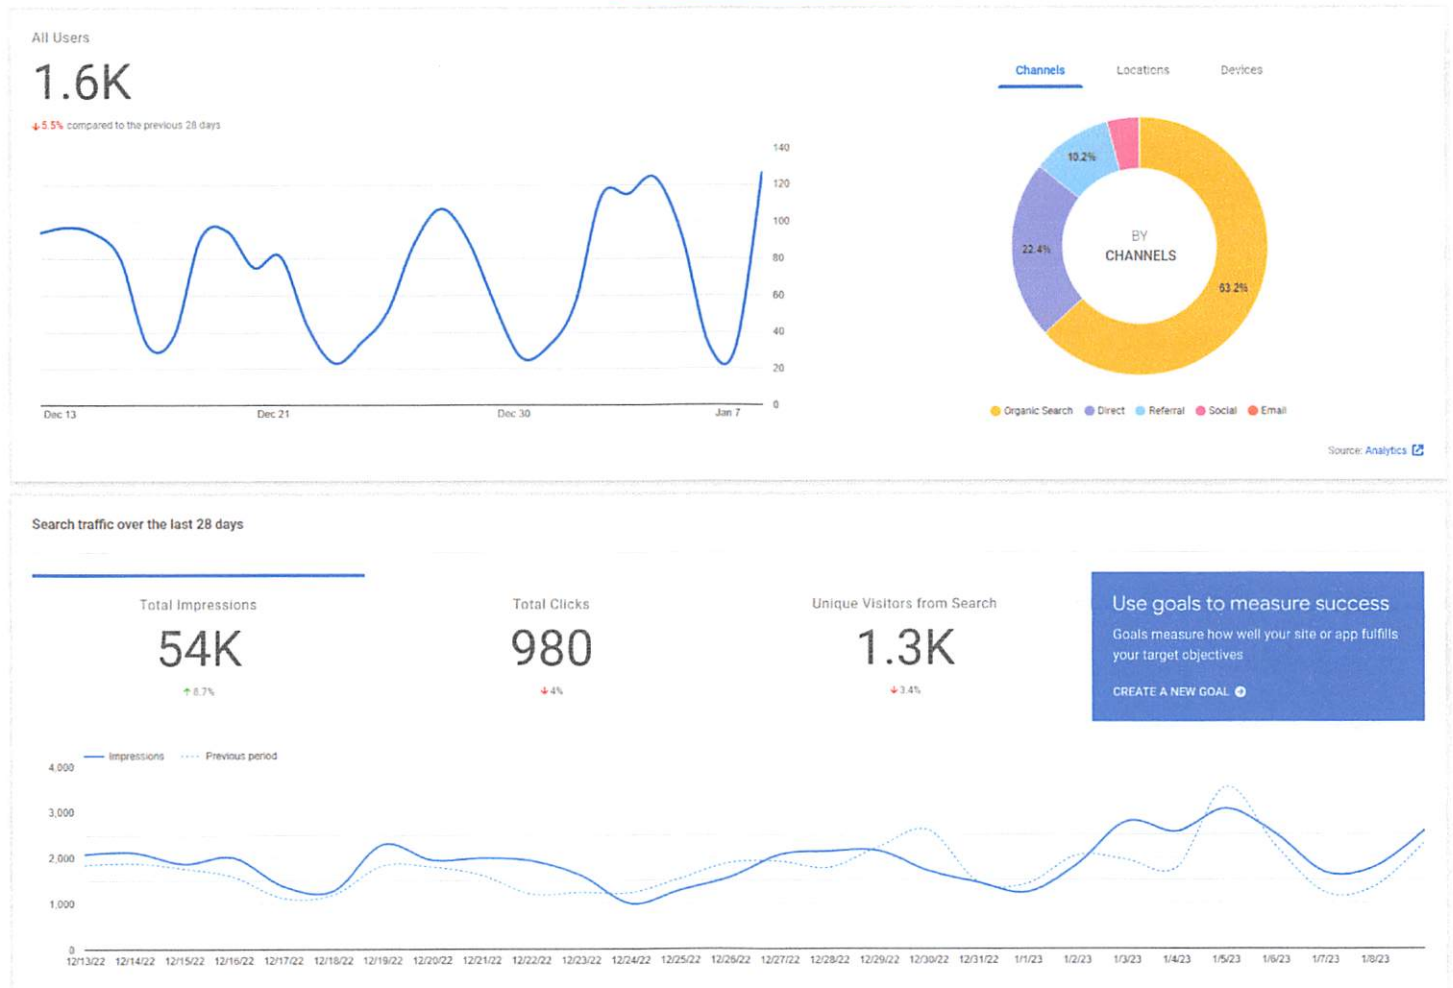 All Users
1.6K
↓5.5% compared to the previous 28 days
140
120
100
80
60
40
20
0
Dec 13 Dec 21 Dec 30 Jan 7
Channels Locations Devices
10.2%
22.4%
63.2%
BY
CHANNELS
Organic Search Direct Referral Social Email
Source: Analytics
Search traffic over the last 28 days
Total Impressions
54K
↑8.7%
Total Clicks
980
↓4%
Unique Visitors from Search
1.3K
↓3.4%
Use goals to measure success
Goals measure how well your site or app fulfills
your target objectives
CREATE A NEW GOAL
Impressions Previous period
4,000
3,000
2,000
1,000
0
12/13/22 12/14/22 12/15/22 12/16/22 12/17/22 12/18/22 12/19/22 12/20/22 12/21/22 12/22/22 12/23/22 12/24/22 12/25/22 12/26/22 12/27/22 12/28/22 12/29/22 12/30/22 12/31/22 1/1/23 1/2/23 1/3/23 1/4/23 1/5/23 1/6/23 1/7/23 1/8/23